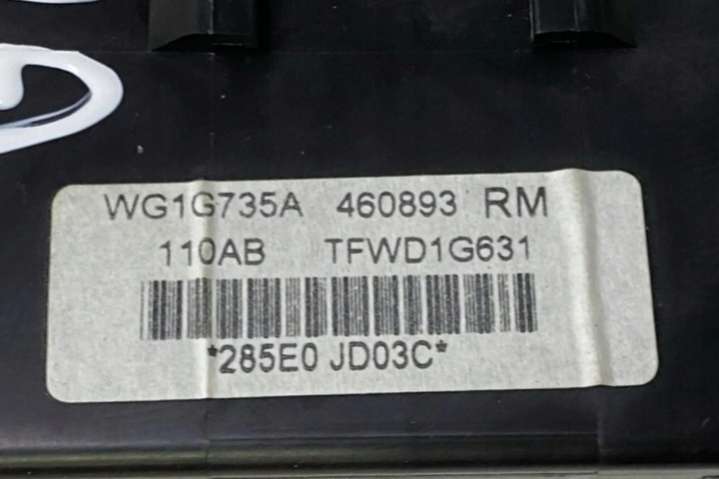 WG1G735A 460893 RM
110AB TFWD1G631
*285E0 JD03C*